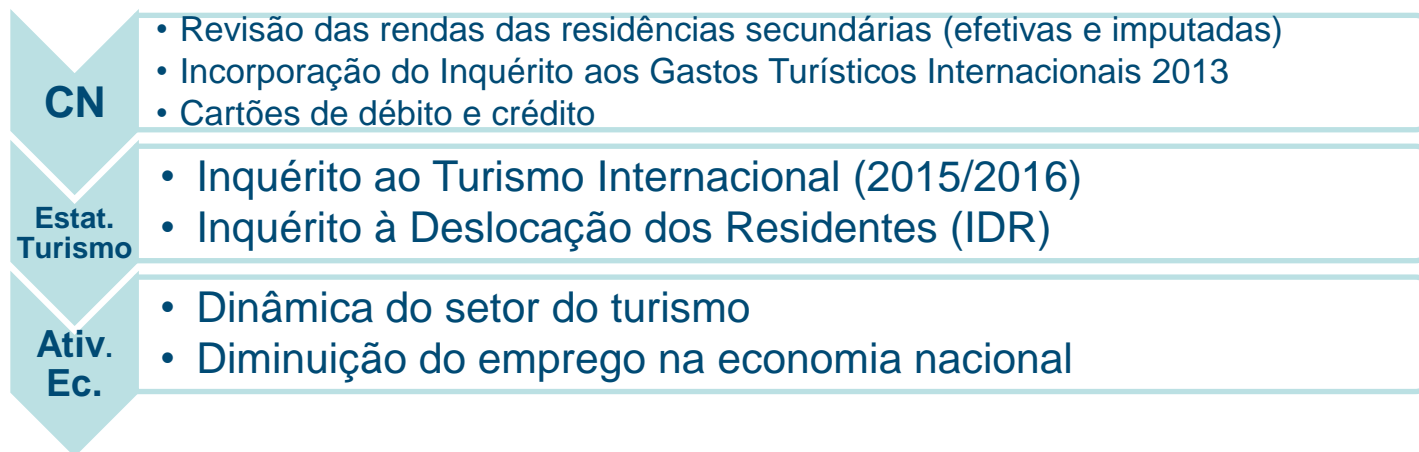 CN
• Revisão das rendas das residências secundárias (efetivas e imputadas)
• Incorporação do Inquérito aos Gastos Turísticos Internacionais 2013
• Cartões de débito e crédito
Estat.
Turismo
• Inquérito ao Turismo Internacional (2015/2016)
• Inquérito à Deslocação dos Residentes (IDR)
Ativ.
Ec.
• Dinâmica do setor do turismo
• Diminuição do emprego na economia nacional